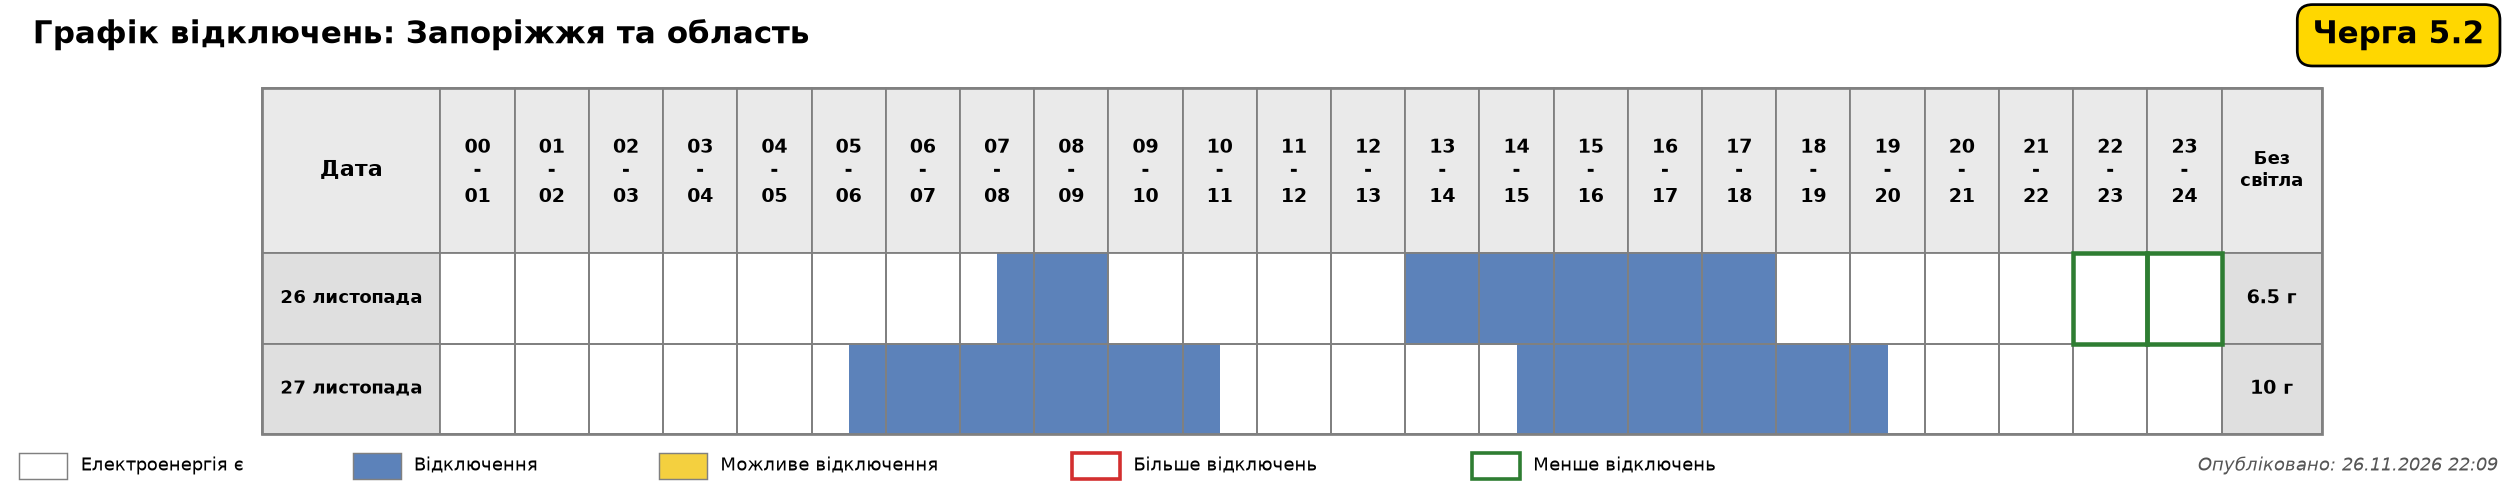 Графік відключень: Запоріжжя та область
Черга 5.2
Дата 00 - 01 01 - 02 02 - 03 03 - 04 04 - 05 05 - 06 06 - 07 07 - 08 08 - 09 09 - 10 10 - 11 11 - 12 12 - 13 13 - 14 14 - 15 15 - 16 16 - 17 17 - 18 18 - 19 19 - 20 20 - 21 21 - 22 22 - 23 23 - 24 Без світла
26 листопада 6.5 г
27 листопада 10 г
Електроенергія є Відключення Можливе відключення Більше відключень Менше відключень
Опубліковано: 26.11.2026 22:09